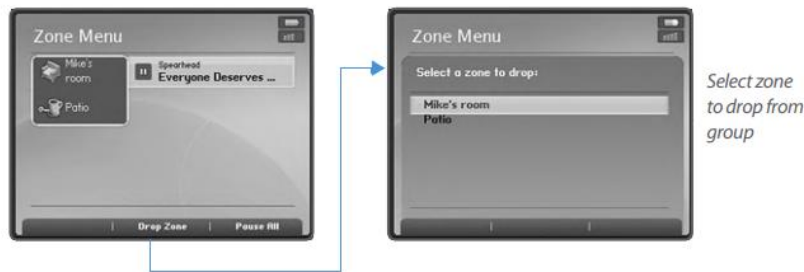 Zone Menu
Mike's
room
Spearhead
Everyone Deserves ...
Patio
Drop Zone | Pause All
Zone Menu
Select a zone to drop:
Mike's room
Patio
Select zone
to drop from
group